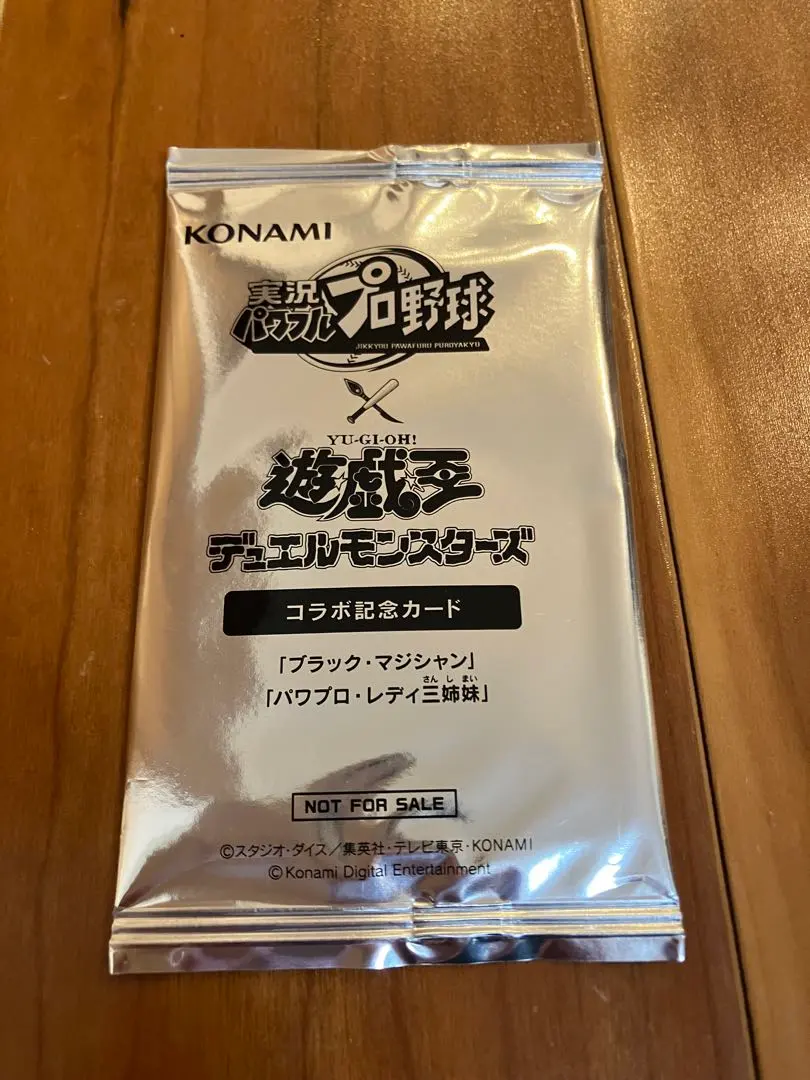 KONAMI
実況
パワフルプロ野球
JIKKYOU PAWAFURU PUROYAKYU
YU-GI-OH!
遊戯王
デュエルモンスターズ
コラボ記念カード
「ブラック・マジシャン」
さんしまい
「パワプロ・レディ三姉妹」
NOT FOR SALE
©スタジオ・ダイス/集英社・テレビ東京・KONAMI
©Konami Digital Entertainment